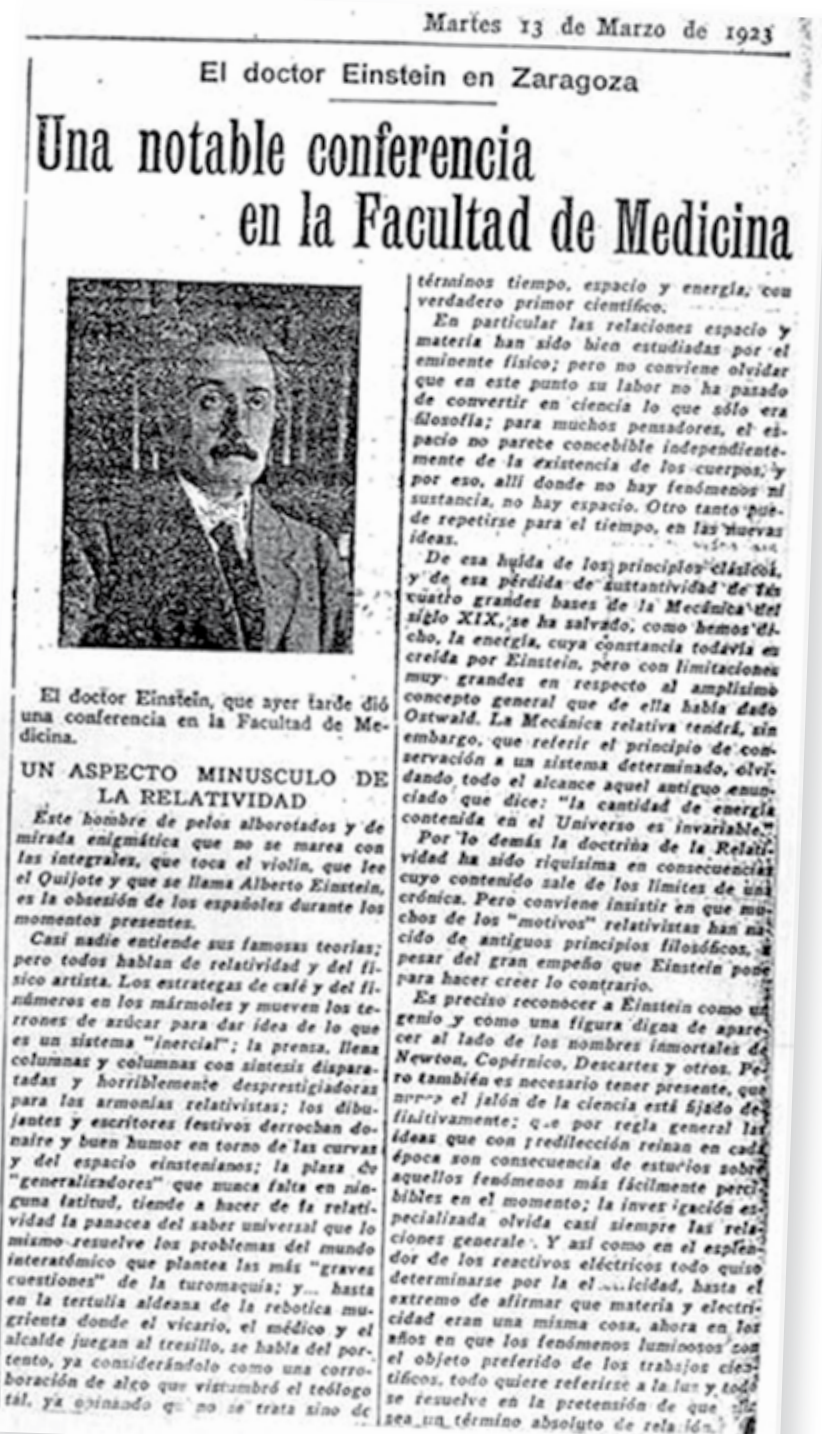 Martes 13 de Marzo de 1923
El doctor Einstein en Zaragoza
Una notable conferencia
en la Facultad de Medicina
El doctor Einstein, que ayer tarde dió
una conferencia en la Facultad de Me-
dicina.
UN ASPECTO MINUSCULO DE
LA RELATIVIDAD
Este hombre de pelos alborotados y de
mirada enigmática que no se marea con
las integrales, que toca el violín, que lee
el Quijote y que se llama Alberto Einstein,
es la obsesión de los españoles durante los
momentos presentes.
Casi nadie entiende sus famosas teorías;
pero todos hablan de relatividad y del fí-
sico artista. Los estrategas de café y del fi-
números en los mármoles y mueven los te-
rrones de azúcar para dar idea de lo que
es un sistema "inercial"; la prensa, llena
columnas y columnas con síntesis dispara-
tadas y horriblemente desprestigiadoras
para las armonías relativistas; los dibu-
jantes y escritores festivos derrochan do-
naire y buen humor en torno de las curvas
y del espacio einstenianos; la plaza de
"generalizadores" que nunca falta en nin-
guna latitud, tiende a hacer de la relati-
vidad la panacea del saber universal que lo
mismo resuelve los problemas del mundo
interatómico que plantea las más "graves
cuestiones" de la turomaquia; y... hasta
en la tertulia aldeana de la rebotica mu-
grienta donde el vicario, el médico y el
alcalde juegan al tresillo, se habla del por-
tento, ya considerándolo como una corro-
boración de algo que vistumbró el teólogo
tal, ya opinando no se trata sino de
términos tiempo, espacio y energía, con
verdadero primor científico.
En particular las relaciones espacio y
materia han sido bien estudiadas por el
eminente físico; pero no conviene olvidar
que en este punto su labor no ha pasado
de convertir en ciencia lo que sólo era
filosofía; para muchos pensadores, el es-
pacio no parece concebible independiente-
mente de la existencia de los cuerpos, y
por eso, allí donde no hay fenómenos ni
sustancia, no hay espacio. Otro tanto pue-
de repetirse para el tiempo, en las nuevas
ideas.
De esa huída de los principios clásicos,
y de esa pérdida de sustantividad de las
cuatro grandes bases de la Mecánica del
siglo XIX, se ha salvado, como hemos di-
cho, la energía, cuya constancia todavía es
creída por Einstein, pero con limitaciones
muy grandes en respecto al amplísimo
concepto general que de ella había dado
Ostwald. La Mecánica relativa tendrá, sin
embargo, que referir el principio de con-
servación a un sistema determinado, olvi-
dando todo el alcance aquel antiguo enun-
ciado que dice: "la cantidad de energía
contenida en el Universo es invariable."
Por lo demás la doctrina de la Relati-
vidad ha sido riquísima en consecuencias
cuyo contenido sale de los límites de una
crónica. Pero conviene insistir en que mu-
chos de los "motivos" relativistas han na-
cido de antiguos principios filosóficos, a
pesar del gran empeño que Einstein pone
para hacer creer lo contrario.
Es preciso reconocer a Einstein como un
genio y como una figura digna de apare-
cer al lado de los nombres inmortales de
Newton, Copérnico, Descartes y otros. Pe-
ro también es necesario tener presente, que
el jalón de la ciencia está fijado de-
finitivamente; que por regla general las
ideas que con predilección reinan en cada
época son consecuencia de estudios sobre
aquellos fenómenos más fácilmente perci-
bibles en el momento; la investigación es-
pecializada olvida casi siempre las rela-
ciones generales. Y así como en el esplen-
dor de los reactivos eléctricos todo quiso
determinarse por la electricidad, hasta el
extremo de afirmar que materia y electri-
cidad eran una misma cosa, ahora en los
años en que los fenómenos luminosos son
el objeto preferido de los trabajos cien-
tíficos, todo quiere referirse a la luz y todo
se resuelve en la pretensión de que
sea un término absoluto de relación.